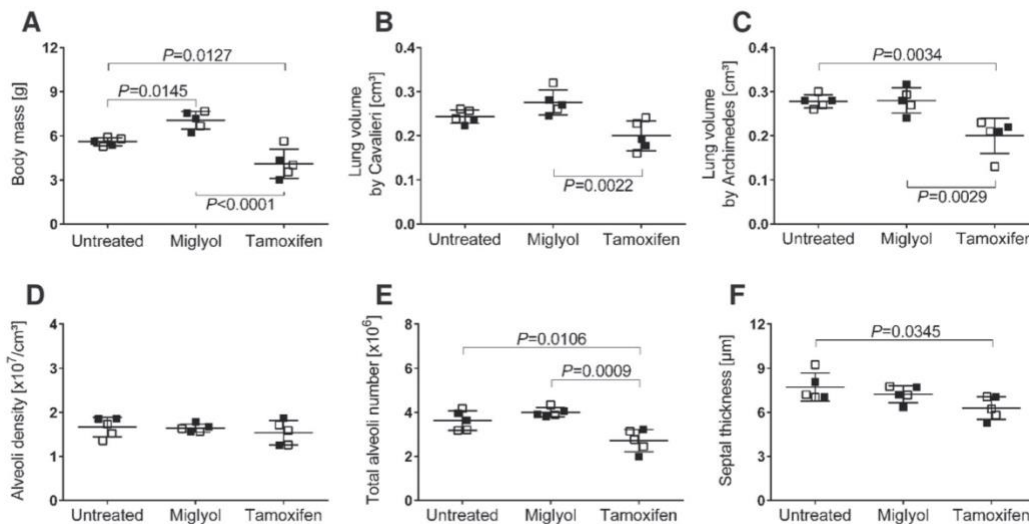 A
B
C
Body mass [g]
12
9
6
3
0
P=0.0127
P=0.0145
P<0.0001
Untreated Miglyol Tamoxifen
Lung volume
by Cavalieri [cm³]
0.4
0.3
0.2
0.1
0.0
P=0.0022
Untreated Miglyol Tamoxifen
Lung volume
by Archimedes [cm³]
0.4
0.3
0.2
0.1
0.0
P=0.0034
P=0.0029
Untreated Miglyol Tamoxifen
D
E
F
Alveoli density [x10⁷/cm³]
4
3
2
1
0
Untreated Miglyol Tamoxifen
Total alveoli number [x10⁶]
8
6
4
2
0
P=0.0106
P=0.0009
Untreated Miglyol Tamoxifen
Septal thickness [µm]
12
9
6
3
0
P=0.0345
Untreated Miglyol Tamoxifen